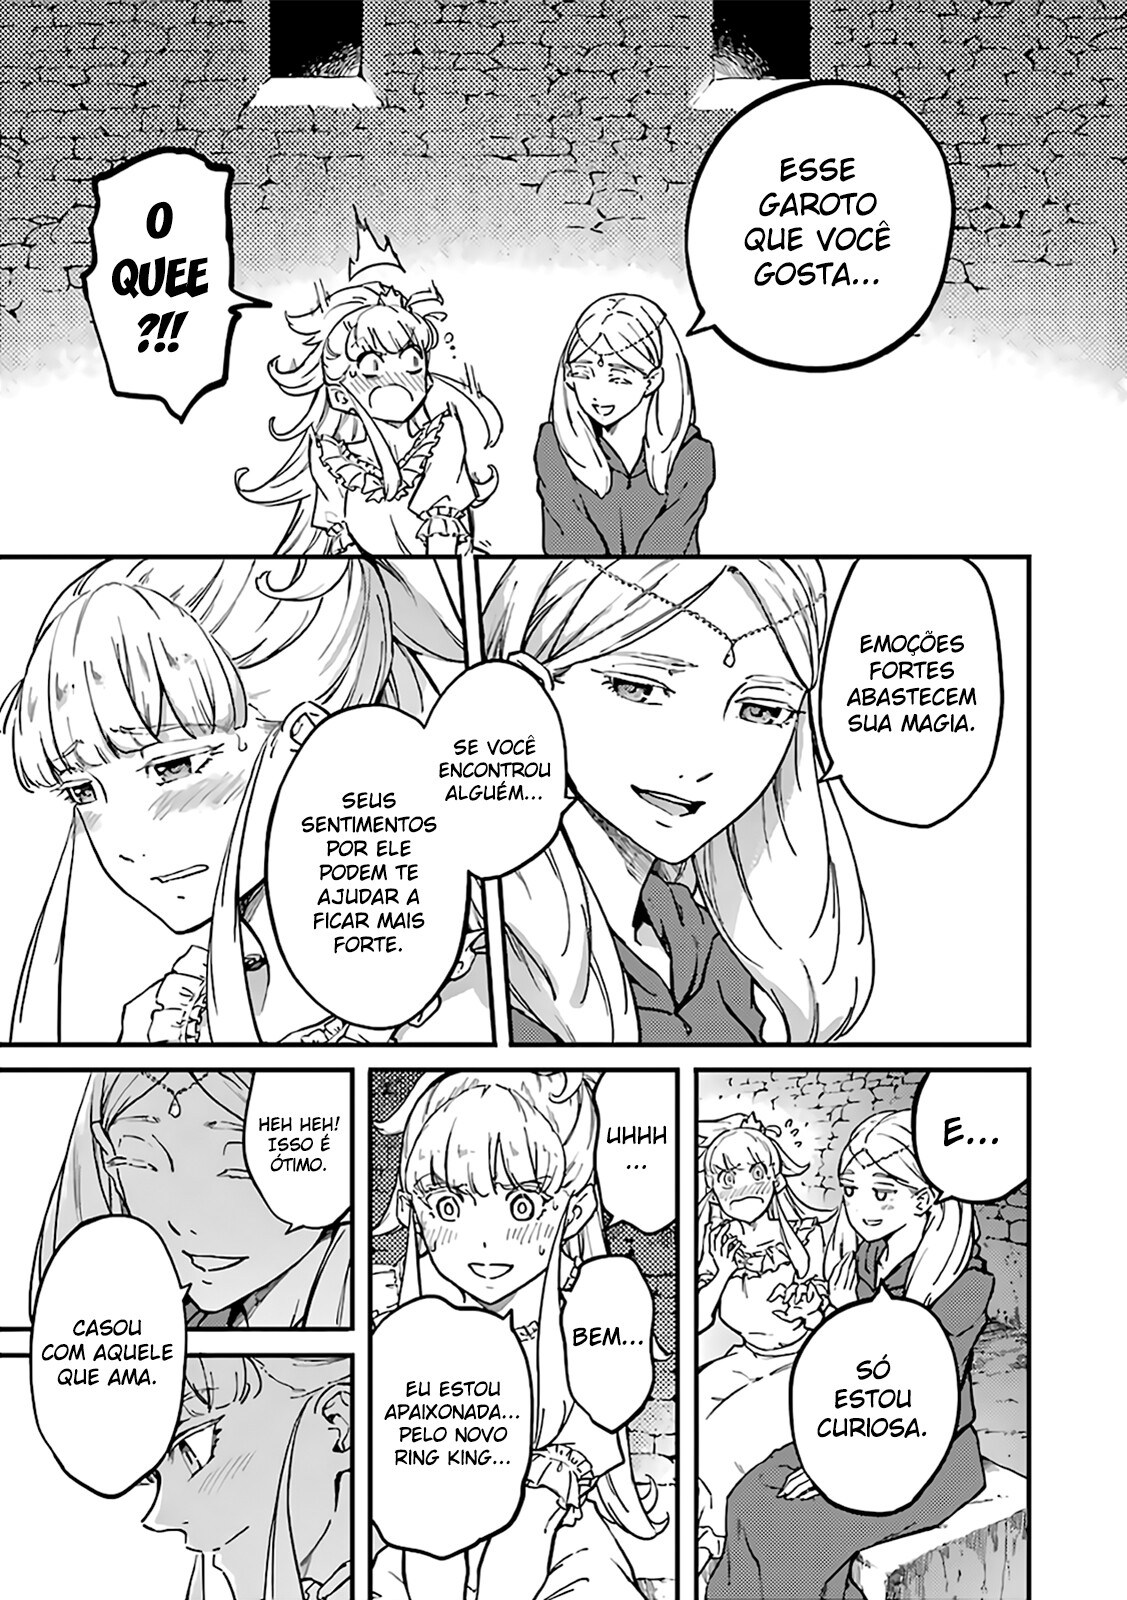 ESSE
GAROTO
QUE VOCÊ
GOSTA...
O
QUEE
?!!
EMOÇÕES
FORTES
ABASTECEM
SUA MAGIA.
SE VOCÊ
ENCONTROU
ALGUÉM...
SEUS
SENTIMENTOS
POR ELE
PODEM TE
AJUDAR A
FICAR MAIS
FORTE.
E...
SÓ
ESTOU
CURIOSA.
UHHH
...
BEM...
EU ESTOU
APAIXONADA...
PELO NOVO
RING KING...
HEH HEH!
ISSO É
ÓTIMO.
CASOU
COM AQUELE
QUE AMA.